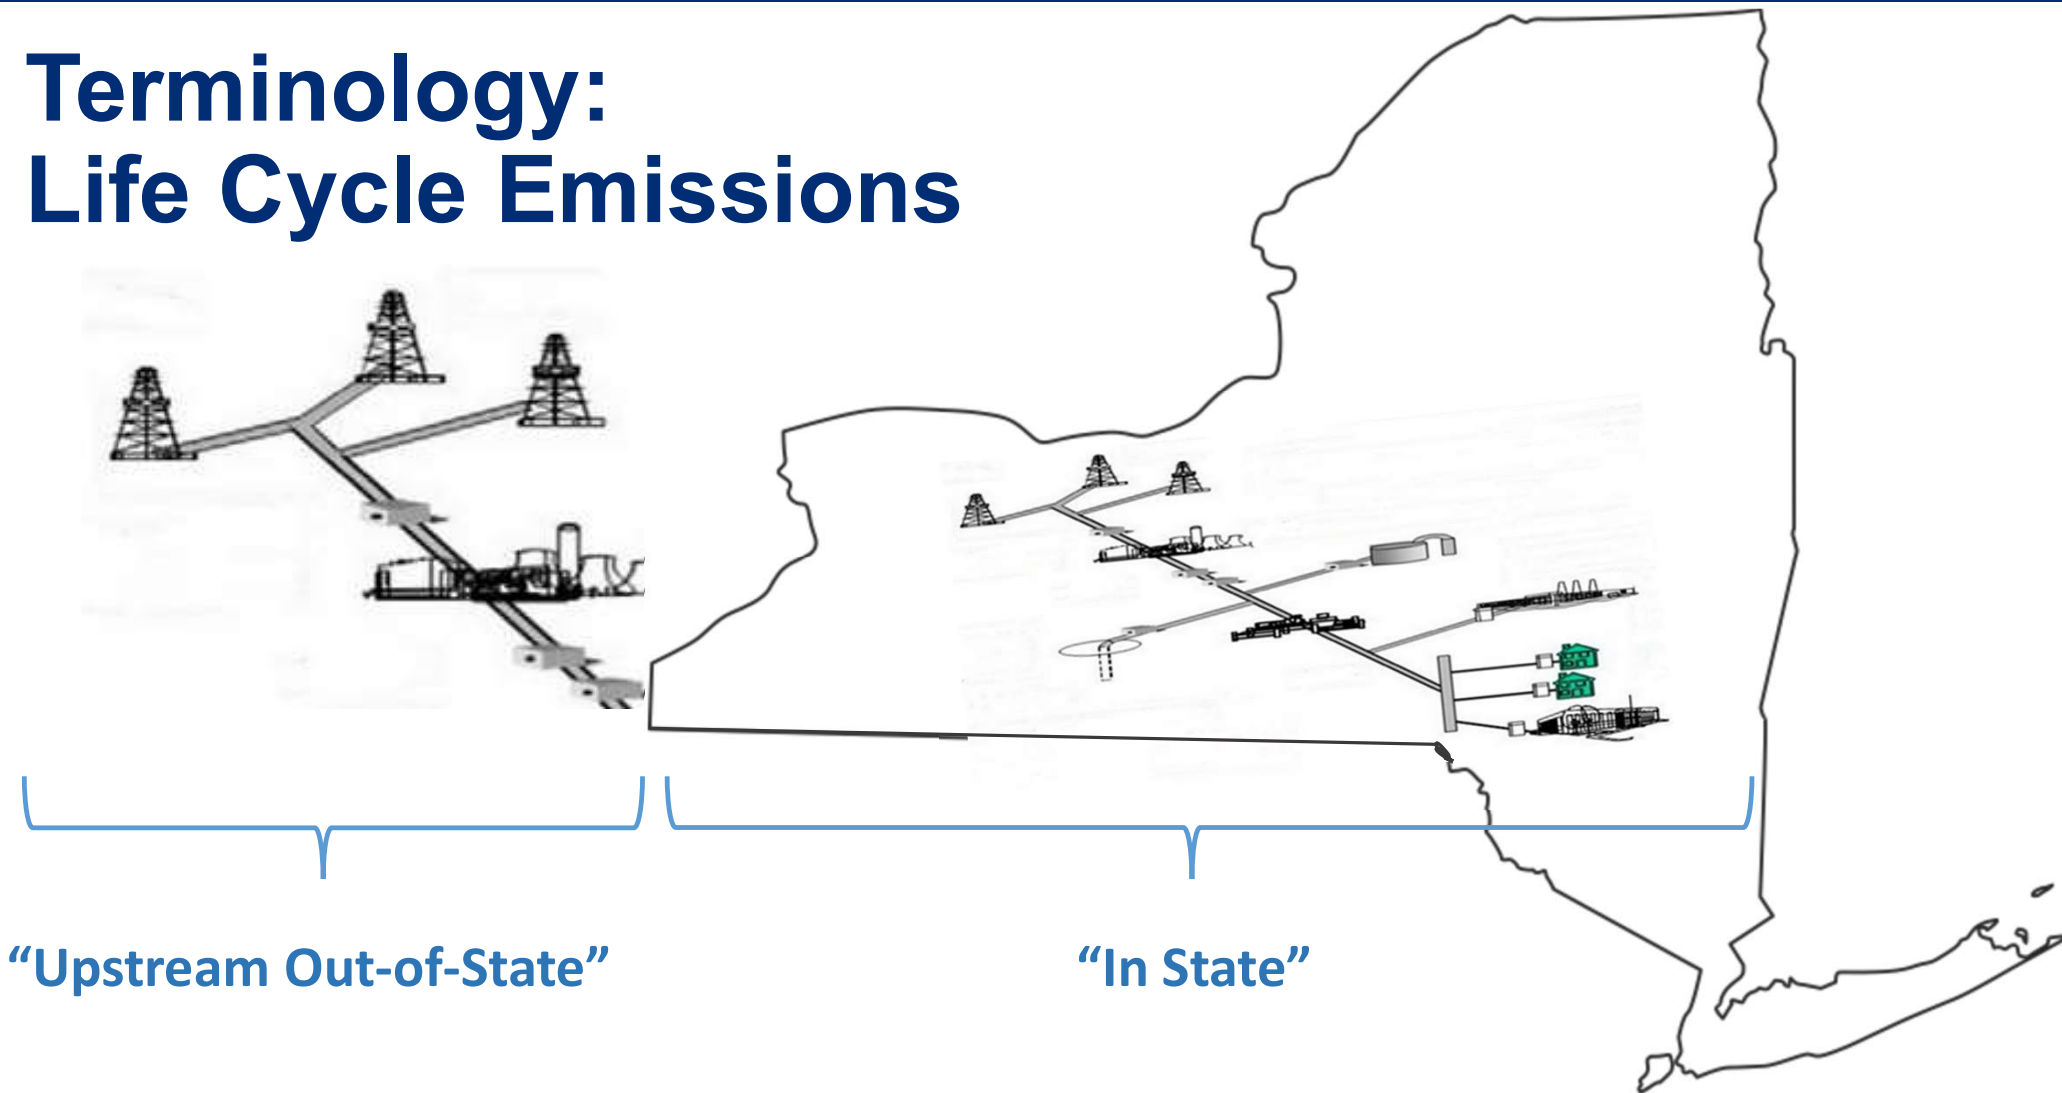 Terminology:
Life Cycle Emissions
“Upstream Out-of-State”
“In State”